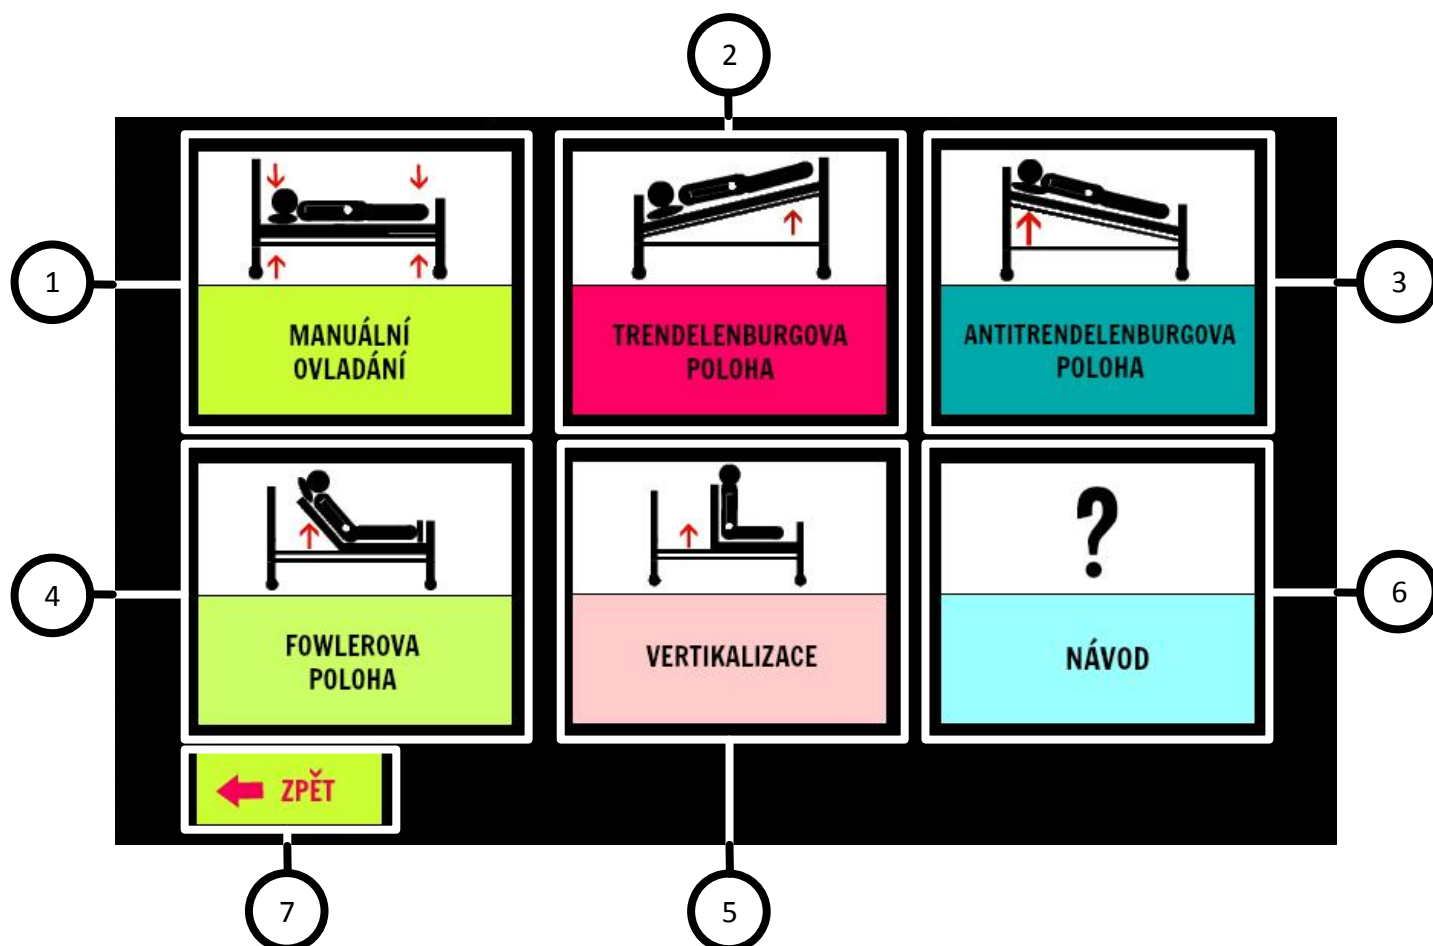 2
1
3
MANUÁLNÍ
OVLADÁNÍ
TRENDELENBURGOVA
POLOHA
ANTITRENDELENBURGOVA
POLOHA
4
6
?
FOWLEROVA
POLOHA
VERTIKALIZACE
NÁVOD
ZPĚT
7
5